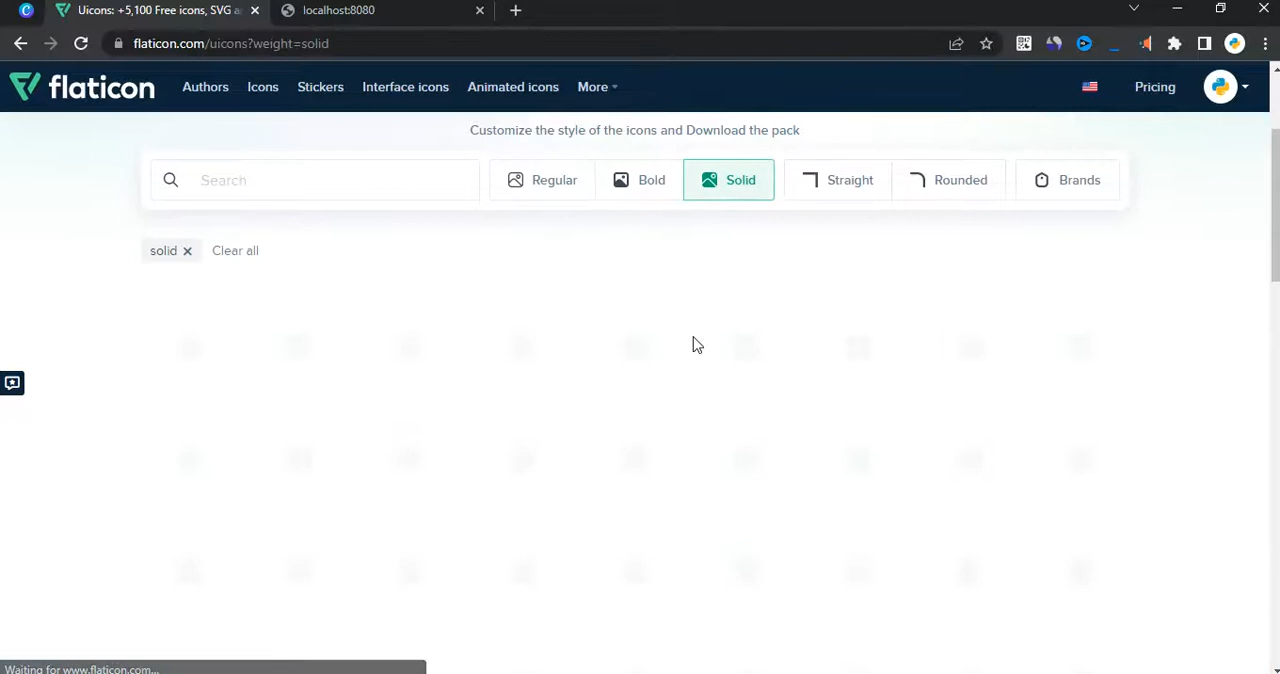 Uicons: +5,100 Free icons, SVG a
localhost:8080
flaticon.com/uicons?weight=solid
flaticon
Authors
Icons
Stickers
Interface icons
Animated icons
More
Pricing
Customize the style of the icons and Download the pack
Search
Regular
Bold
Solid
Straight
Rounded
Brands
solid
Clear all
Waiting for www.flaticon.com...